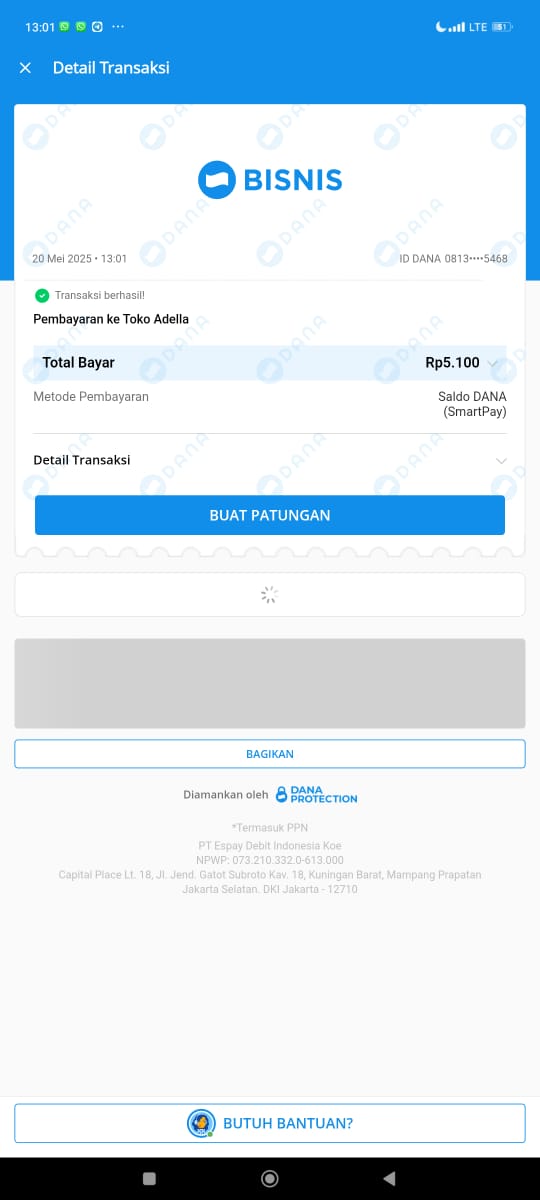 13:01 ··· LTE 51
Detail Transaksi
BISNIS
20 Mei 2025 • 13:01 ID DANA 0813••••5468
Transaksi berhasil!
Pembayaran ke Toko Adella
Total Bayar Rp5.100
Metode Pembayaran Saldo DANA
(SmartPay)
Detail Transaksi
BUAT PATUNGAN
BAGIKAN
Diamankan oleh DANA
PROTECTION
*Termasuk PPN
PT Espay Debit Indonesia Koe
NPWP: 073.210.332.0-613.000
Capital Place Lt. 18, Jl. Jend. Gatot Subroto Kav. 18, Kuningan Barat, Mampang Prapatan
Jakarta Selatan. DKI Jakarta - 12710
BUTUH BANTUAN?